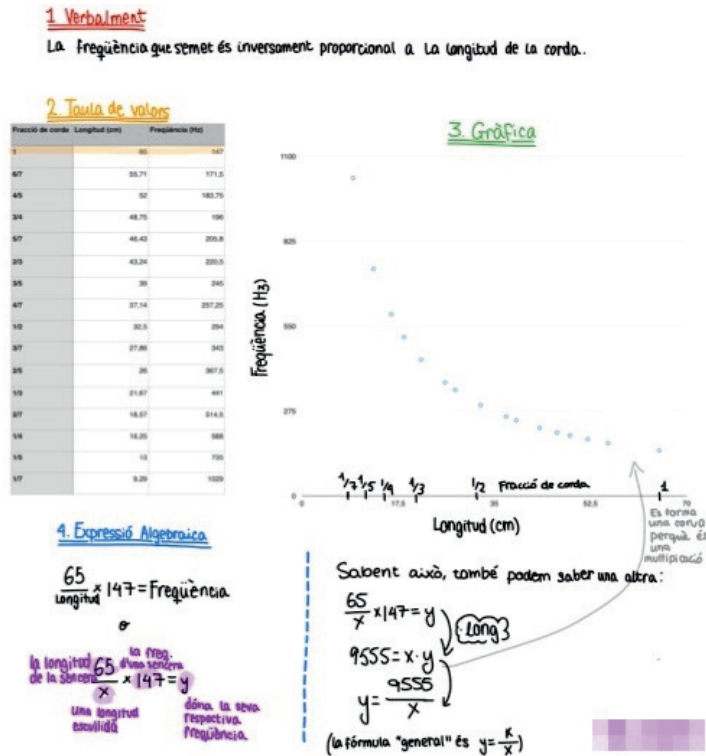 1 Verbalment
La freqüència que semet és inversament proporcional a la longitud de la corda.
2. Taula de valors
Fracció de corda Longitud (cm) Freqüència (Hz)
1 65 147
6/7 55,71 171,5
4/5 52 183,75
3/4 48,75 196
5/7 46,43 205,8
2/3 43,24 220,5
3/5 39 245
4/7 37,14 257,25
1/2 32,5 294
3/7 27,86 343
2/5 26 367,5
1/3 21,67 441
2/7 18,57 514,5
1/4 16,25 588
1/5 13 735
1/7 9,29 1029
3. Gràfica
Freqüència (Hz)
1100
825
550
275
0
1/7 1/5 1/4 1/3 1/2 Fracció de corda 1
0 17,5 35 52,5 70
Longitud (cm)
Es forma
una corva
perquè és
una
multiplicació
4. Expressió Algebraica
65/Longitud × 147 = Freqüència
o
la longitud de la sencera
la freq. d'una sencera
65/x × 147 = y
una longitud
escullida
dóna la seva
respectiva
freqüència
Sabent això, també podem saber una altra:
65/x × 147 = y
Long
9555 = x · y
y = 9555/x
(la fórmula "general" és y = K/x)